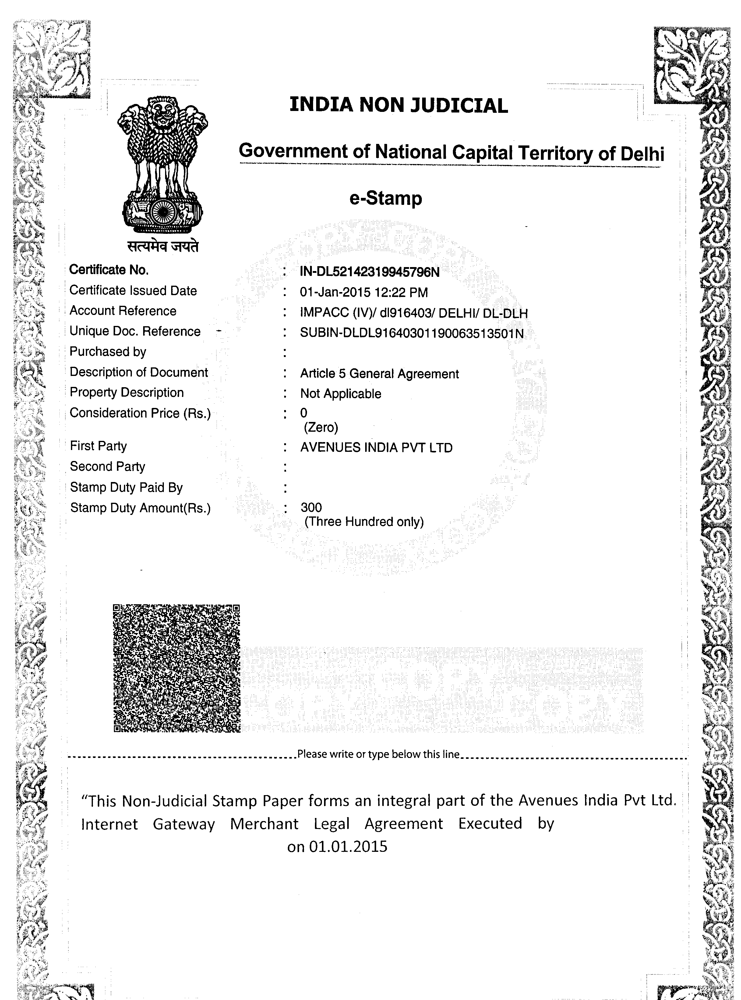 INDIA NON JUDICIAL
Government of National Capital Territory of Delhi
e-Stamp
सत्यमेव जयते
Certificate No. : IN-DL52142319945796N
Certificate Issued Date : 01-Jan-2015 12:22 PM
Account Reference : IMPACC (IV)/ dl916403/ DELHI/ DL-DLH
Unique Doc. Reference : SUBIN-DLDL91640301190063513501N
Purchased by :
Description of Document : Article 5 General Agreement
Property Description : Not Applicable
Consideration Price (Rs.) : 0
(Zero)
First Party : AVENUES INDIA PVT LTD
Second Party :
Stamp Duty Paid By :
Stamp Duty Amount(Rs.) : 300
(Three Hundred only)
COPY
COPY COPY
Please write or type below this line
“This Non-Judicial Stamp Paper forms an integral part of the Avenues India Pvt Ltd.
Internet Gateway Merchant Legal Agreement Executed by
on 01.01.2015